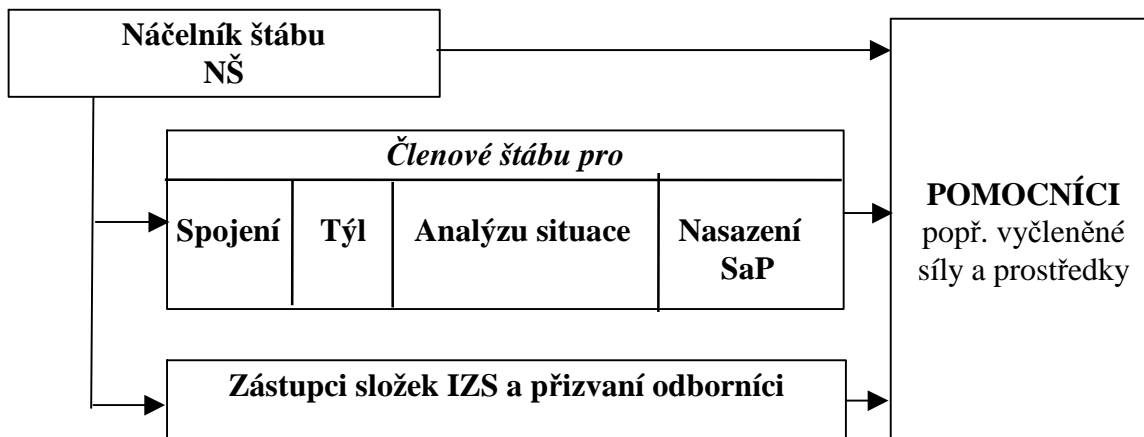 Náčelník štábu
NŠ
Členové štábu pro
Spojení
Týl
Analýzu situace
Nasazení
SaP
Zástupci složek IZS a přizvaní odborníci
POMOCNÍCI
popř. vyčleněné
síly a prostředky